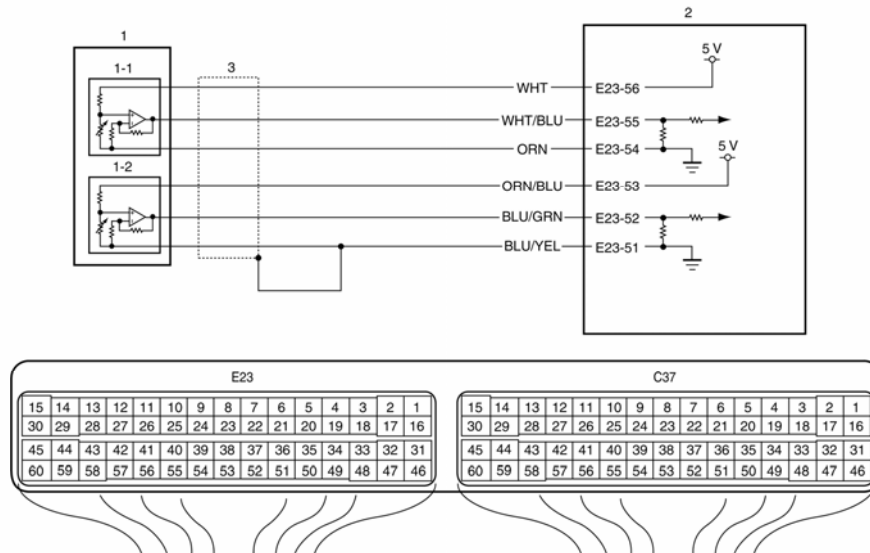 2
1
5 V
1-1
3
WHT E23-56
WHT/BLU E23-55
ORN E23-54
5 V
1-2
ORN/BLU E23-53
BLU/GRN E23-52
BLU/YEL E23-51
E23 C37
15 14 13 12 11 10 9 8 7 6 5 4 3 2 1 15 14 13 12 11 10 9 8 7 6 5 4 3 2 1
30 29 28 27 26 25 24 23 22 21 20 19 18 17 16 30 29 28 27 26 25 24 23 22 21 20 19 18 17 16
45 44 43 42 41 40 39 38 37 36 35 34 33 32 31 45 44 43 42 41 40 39 38 37 36 35 34 33 32 31
60 59 58 57 56 55 54 53 52 51 50 49 48 47 46 60 59 58 57 56 55 54 53 52 51 50 49 48 47 46